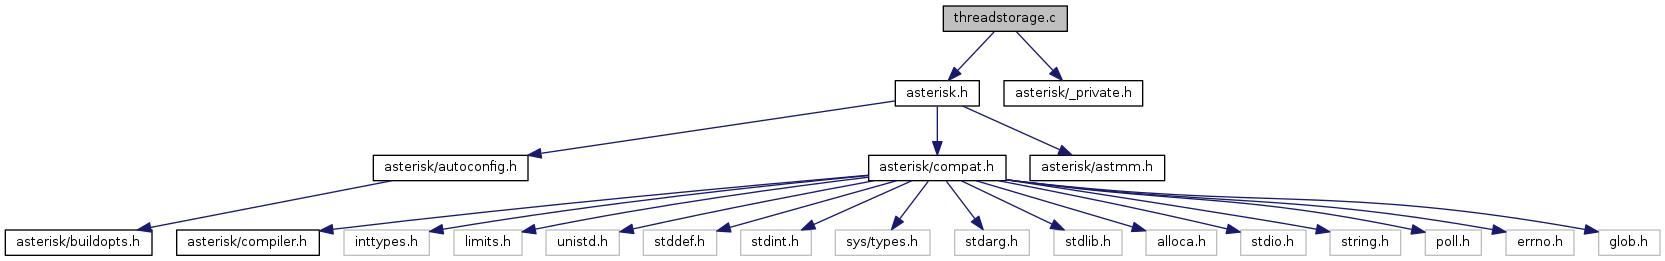 threadstorage.c
asterisk.h
asterisk/_private.h
asterisk/autoconfig.h
asterisk/compat.h
asterisk/astmm.h
asterisk/buildopts.h
asterisk/compiler.h
inttypes.h
limits.h
unistd.h
stddef.h
stdint.h
sys/types.h
stdarg.h
stdlib.h
alloca.h
stdio.h
string.h
poll.h
errno.h
glob.h